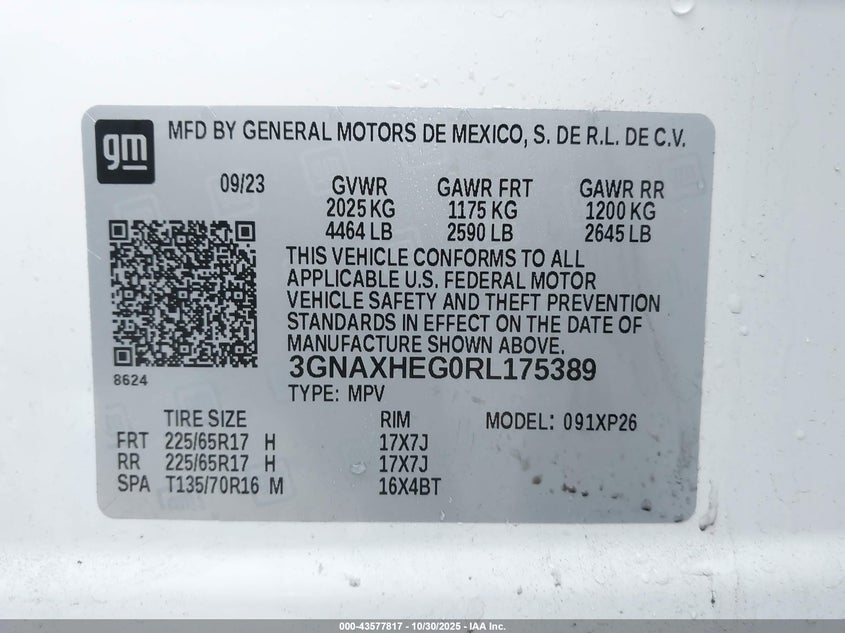 gm
MFD BY GENERAL MOTORS DE MEXICO, S. DE R.L. DE C.V.
09/23 GVWR GAWR FRT GAWR RR
2025 KG 1175 KG 1200 KG
4464 LB 2590 LB 2645 LB
THIS VEHICLE CONFORMS TO ALL
APPLICABLE U.S. FEDERAL MOTOR
VEHICLE SAFETY AND THEFT PREVENTION
STANDARDS IN EFFECT ON THE DATE OF
MANUFACTURE SHOWN ABOVE.
3GNAXHEG0RL175389
8624
TYPE: MPV
TIRE SIZE RIM MODEL: 091XP26
FRT 225/65R17 H 17X7J
RR 225/65R17 H 17X7J
SPA T135/70R16 M 16X4BT
000-43577817 - 10/30/2025 - IAA Inc.